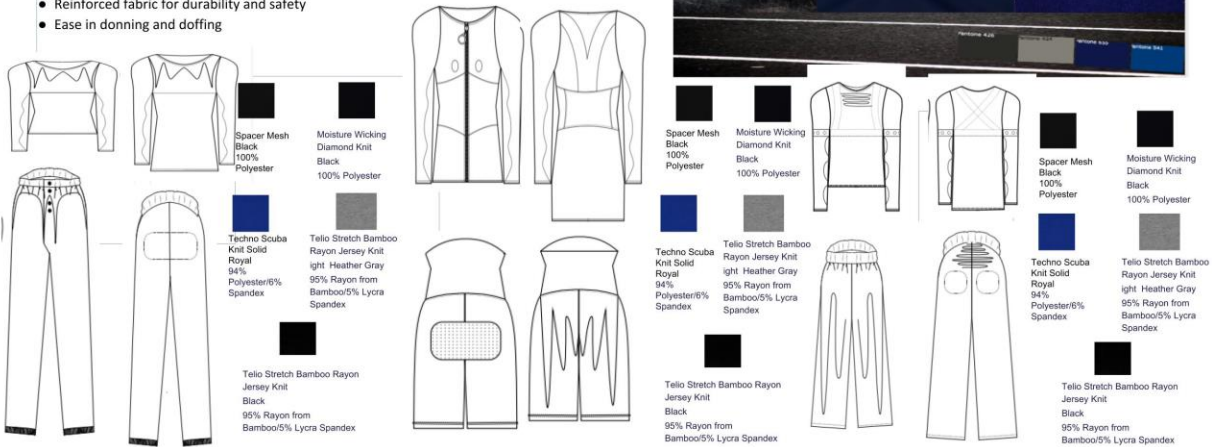 Reinforced fabric for durability and safety
Ease in donning and doffing
Spacer Mesh
Black
100%
Polyester
Moisture Wicking
Diamond Knit
Black
100% Polyester
Techno Scuba
Knit Solid
Royal
94%
Polyester/6%
Spandex
Telio Stretch Bamboo
Rayon Jersey Knit
ight Heather Gray
95% Rayon from
Bamboo/5% Lycra
Spandex
Telio Stretch Bamboo Rayon
Jersey Knit
Black
95% Rayon from
Bamboo/5% Lycra Spandex
Pantone 426
Spacer Mesh
Black
100%
Polyester
Moisture Wicking
Diamond Knit
Black
100% Polyester
Techno Scuba
Knit Solid
Royal
94%
Polyester/6%
Spandex
Telio Stretch Bamboo
Rayon Jersey Knit
ight Heather Gray
95% Rayon from
Bamboo/5% Lycra
Spandex
Telio Stretch Bamboo Rayon
Jersey Knit
Black
95% Rayon from
Bamboo/5% Lycra Spandex
Spacer Mesh
Black
100%
Polyester
Moisture Wicking
Diamond Knit
Black
100% Polyester
Techno Scuba
Knit Solid
Royal
94%
Polyester/6%
Spandex
Telio Stretch Bamboo
Rayon Jersey Knit
ight Heather Gray
95% Rayon from
Bamboo/5% Lycra
Spandex
Telio Stretch Bamboo Rayon
Jersey Knit
Black
95% Rayon from
Bamboo/5% Lycra Spandex